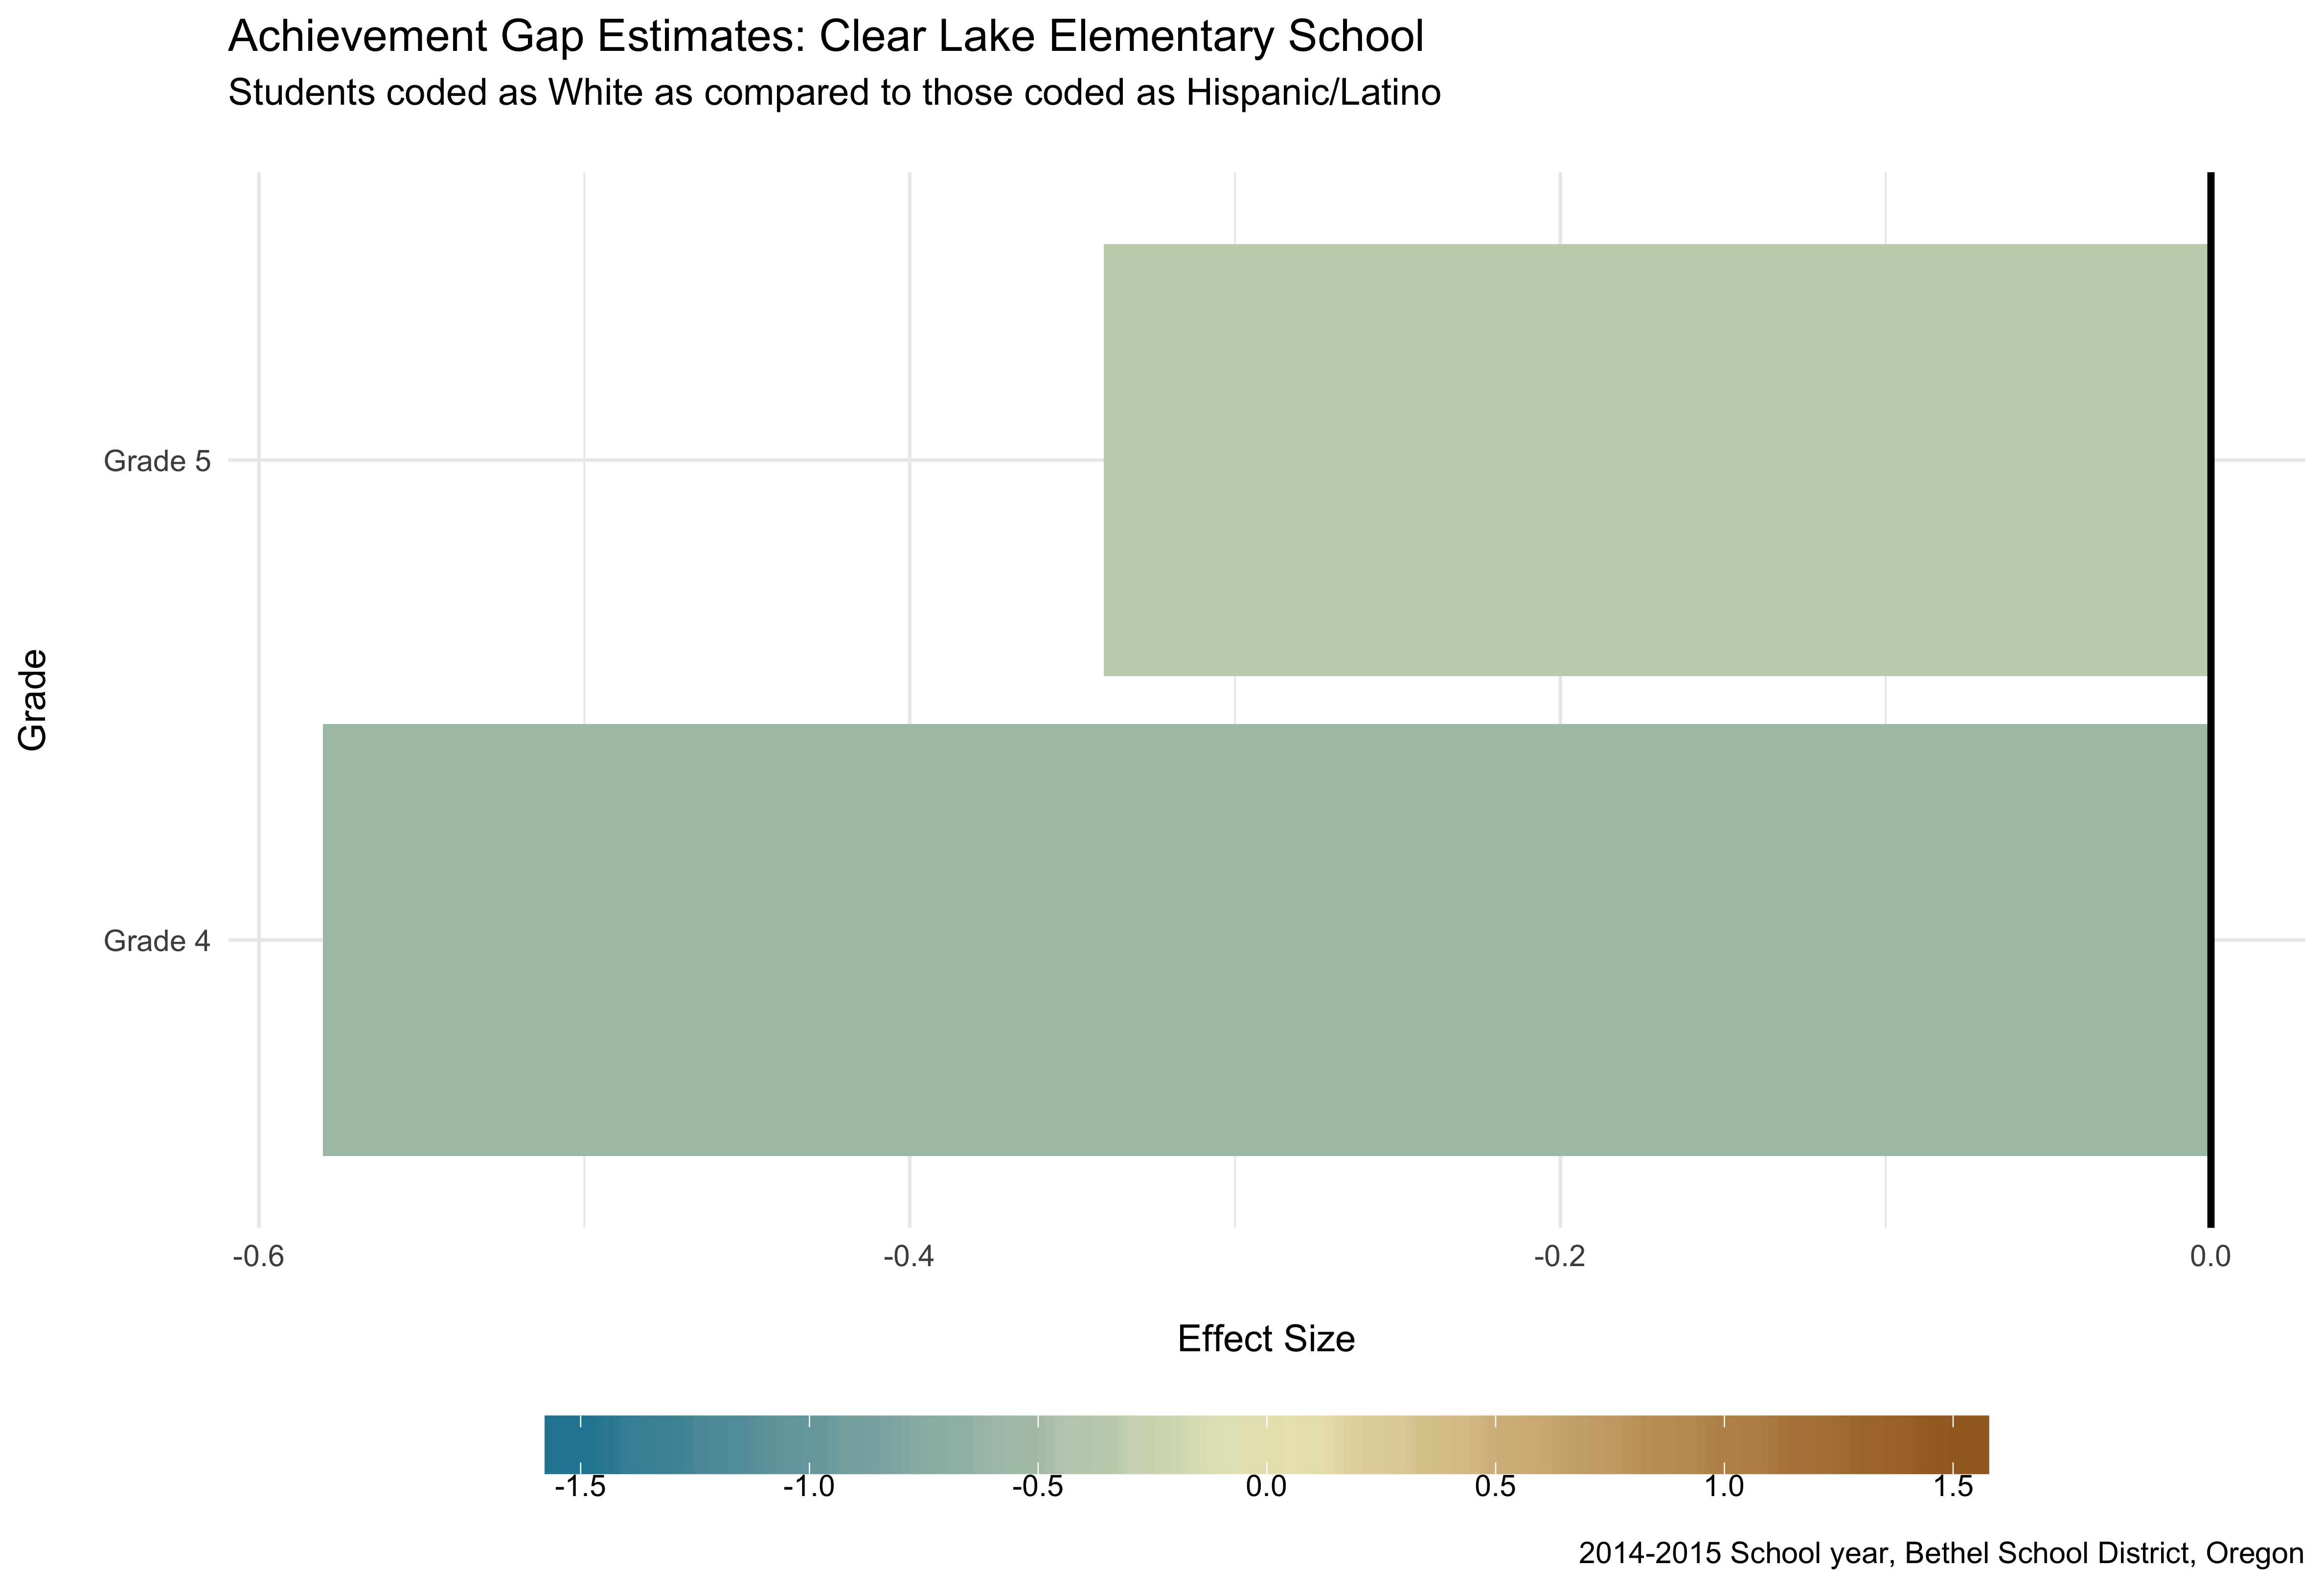 Achievement Gap Estimates: Clear Lake Elementary School
Students coded as White as compared to those coded as Hispanic/Latino
Grade
Grade 5
Grade 4
-0.6 -0.4 -0.2 0.0
Effect Size
-1.5 -1.0 -0.5 0.0 0.5 1.0 1.5
2014-2015 School year, Bethel School District, Oregon